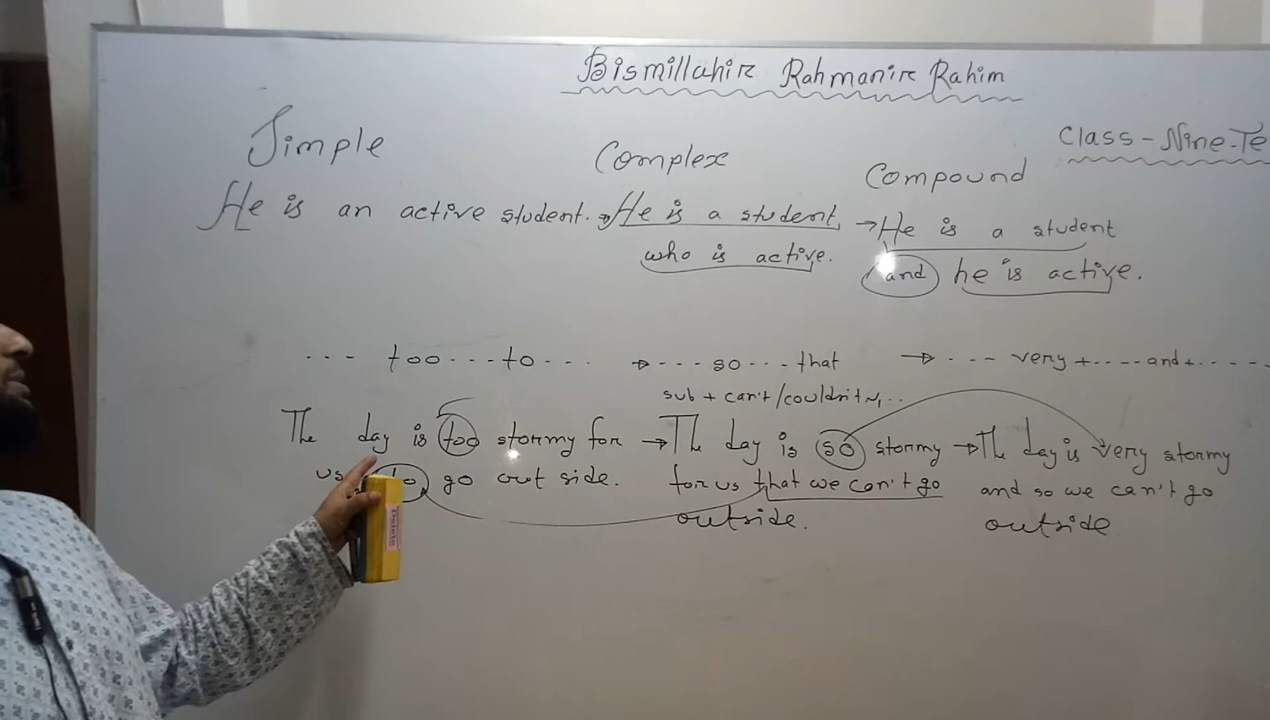 Bismillahir Rahmanir Rahim
Class-Nine-Te
Simple
Complex
Compound
He is an active student.
→He is a student,
who is active.
→He is a student
and he is active.
--- too---to---
→---so---that
sub + can't/couldn't
→---- very +----and+-----
The day is too stormy for
us to go out side.
→The day is so stormy
for us that we can't go
outside.
→The day is very stormy
and so we can't go
outside